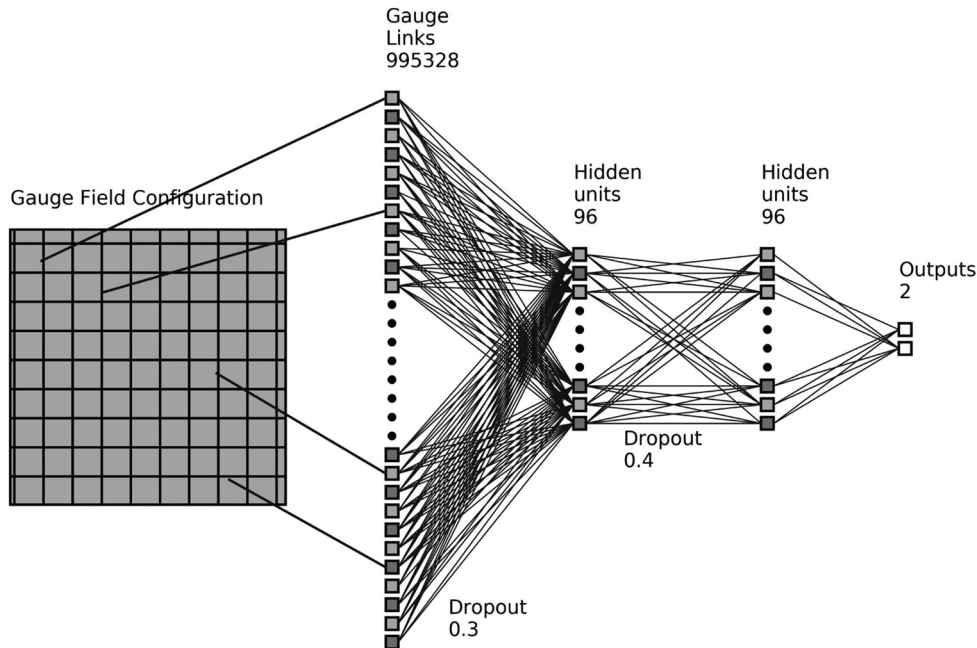 Gauge
Links
995328
Gauge Field Configuration
Hidden
units
96
Hidden
units
96
Outputs
2
Dropout
0.4
Dropout
0.3